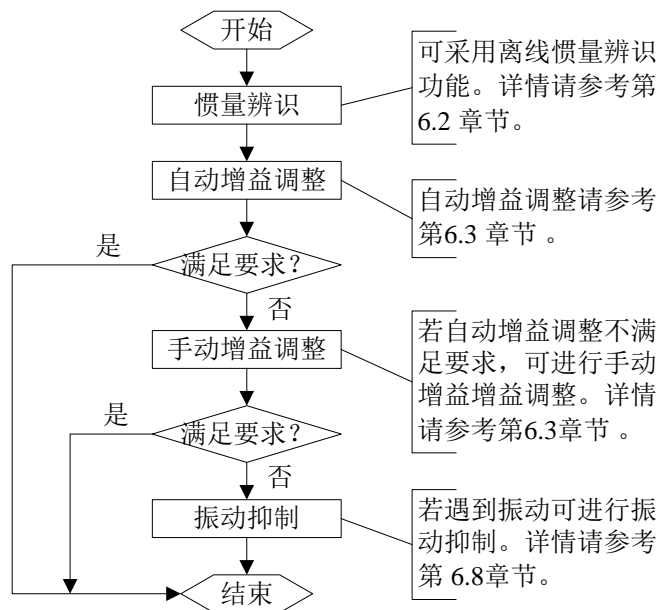 开始
可采用离线惯量辨识
功能。详情请参考第
6.2 章节。
惯量辨识
自动增益调整
自动增益调整请参考
第6.3 章节 。
是
满足要求？
否
手动增益调整
若自动增益调整不满
足要求，可进行手动
增益增益调整。详情
请参考第6.3章节 。
是
满足要求？
否
振动抑制
若遇到振动可进行振
动抑制。详情请参考
第 6.8章节。
结束